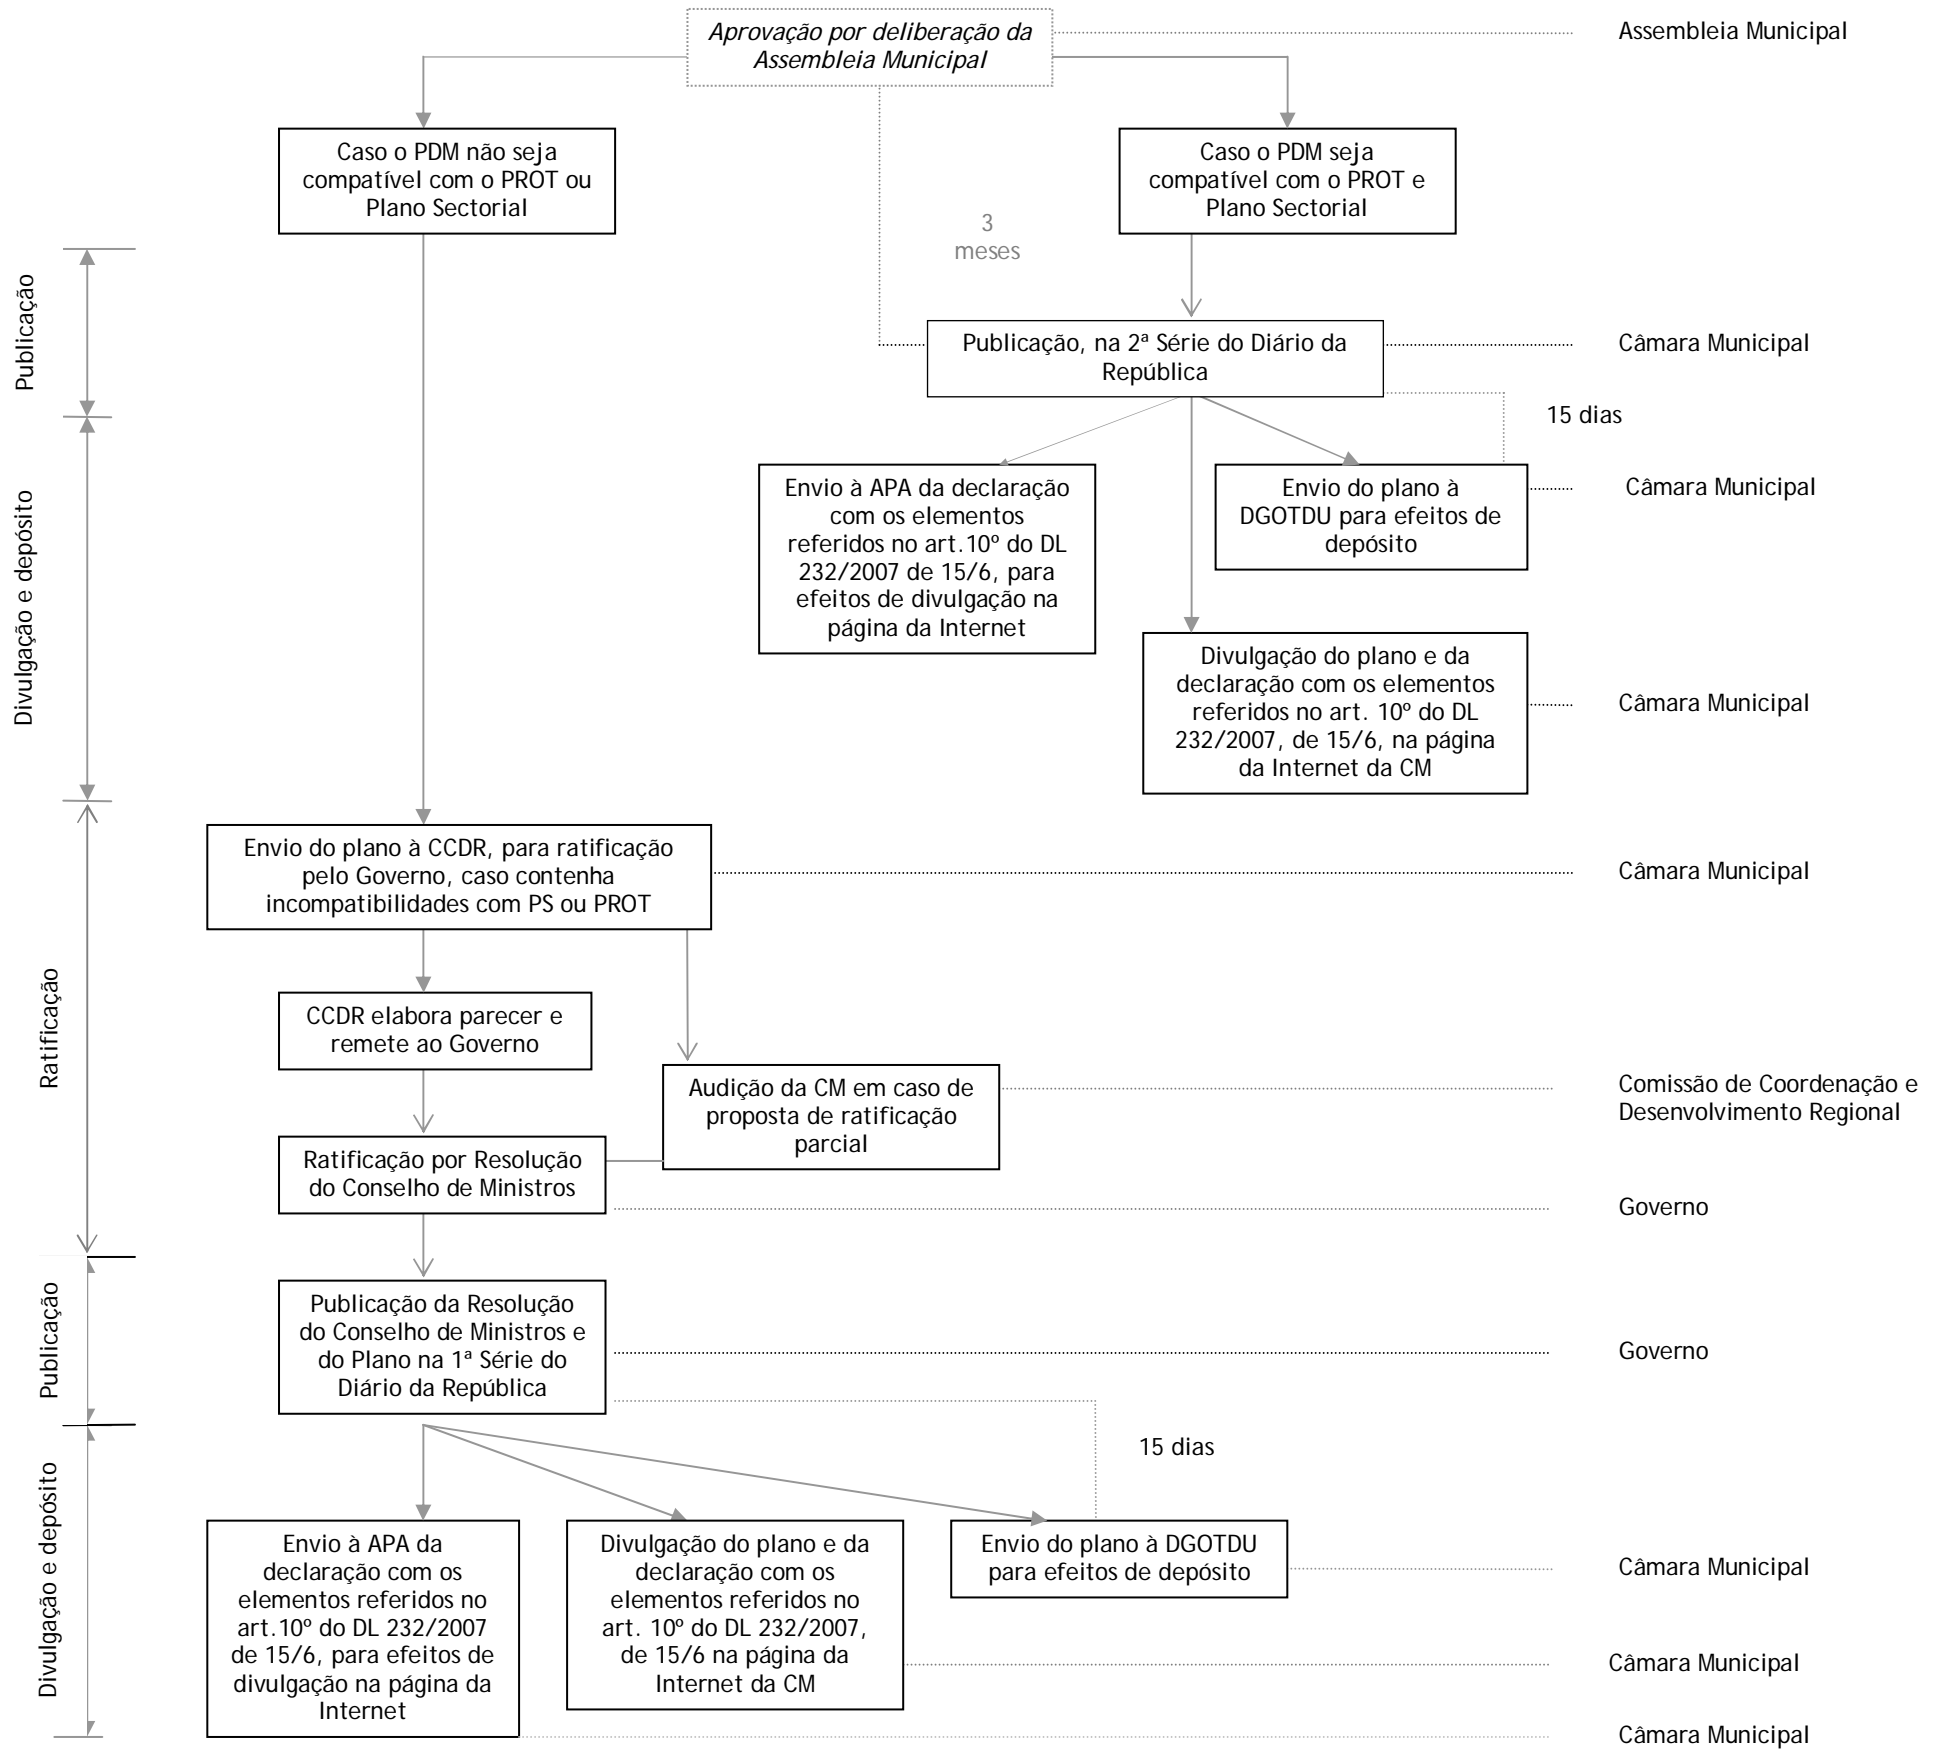 Aprovação por deliberação da
Assembleia Municipal
Assembleia Municipal
Caso o PDM não seja
compatível com o PROT ou
Plano Sectorial
Caso o PDM seja
compatível com o PROT e
Plano Sectorial
3
meses
Publicação
Publicação, na 2ª Série do Diário da
República
Câmara Municipal
15 dias
Divulgação e depósito
Envio à APA da declaração
com os elementos
referidos no art.10º do DL
232/2007 de 15/6, para
efeitos de divulgação na
página da Internet
Envio do plano à
DGOTDU para efeitos de
depósito
Câmara Municipal
Divulgação do plano e da
declaração com os elementos
referidos no art. 10º do DL
232/2007, de 15/6, na página
da Internet da CM
Câmara Municipal
Ratificação
Envio do plano à CCDR, para ratificação
pelo Governo, caso contenha
incompatibilidades com PS ou PROT
Câmara Municipal
CCDR elabora parecer e
remete ao Governo
Audição da CM em caso de
proposta de ratificação
parcial
Comissão de Coordenação e
Desenvolvimento Regional
Ratificação por Resolução
do Conselho de Ministros
Governo
Publicação
Publicação da Resolução
do Conselho de Ministros e
do Plano na 1ª Série do
Diário da República
Governo
15 dias
Divulgação e depósito
Envio à APA da
declaração com os
elementos referidos no
art.10º do DL 232/2007
de 15/6, para efeitos de
divulgação na página da
Internet
Divulgação do plano e da
declaração com os
elementos referidos no
art. 10º do DL 232/2007,
de 15/6 na página da
Internet da CM
Envio do plano à DGOTDU
para efeitos de depósito
Câmara Municipal
Câmara Municipal
Câmara Municipal